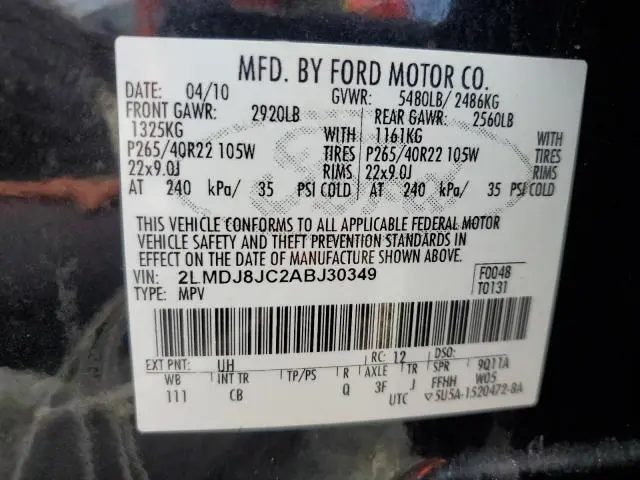 MFD. BY FORD MOTOR CO.
DATE: 04/10 GVWR: 5480LB/ 2486KG
FRONT GAWR: 2920LB REAR GAWR: 2560LB
1325KG WITH 1161KG WITH
P265/40R22 105W TIRES P265/40R22 105W TIRES
22x9.0J RIMS 22x9.0J RIMS
AT 240 kPa/ 35 PSI COLD AT 240 kPa/ 35 PSI COLD
THIS VEHICLE CONFORMS TO ALL APPLICABLE FEDERAL MOTOR
VEHICLE SAFETY AND THEFT PREVENTION STANDARDS IN
EFFECT ON THE DATE OF MANUFACTURE SHOWN ABOVE.
VIN: 2LMDJ8JC2ABJ30349 F0048
TYPE: MPV T0131
EXT PNT: UH RC: 12 DSO:
WB INT TR TP/PS R AXLE TR SPR 9Q11A
111 CB Q 3F J FFHH W05
UTC ▽5U5A-1520472-BA
Ford